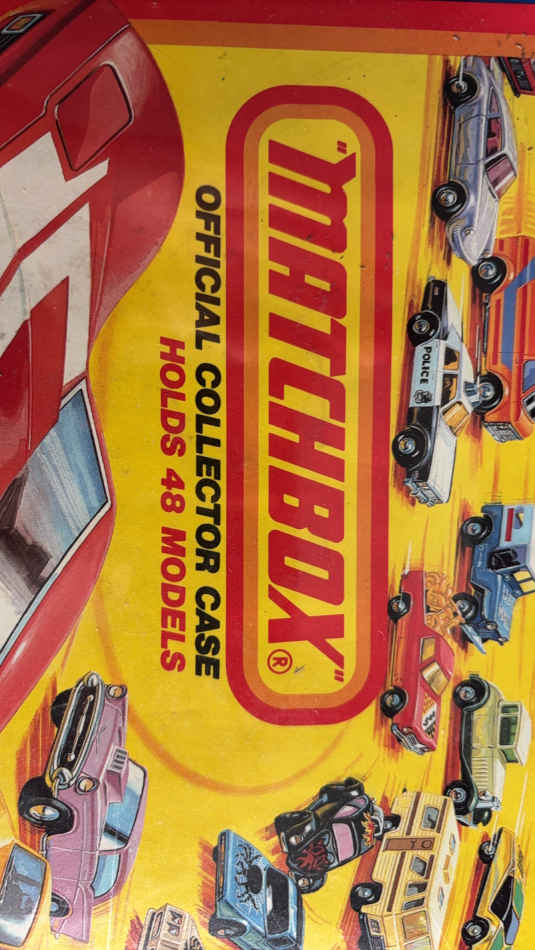 "MATCHBOX"®
OFFICIAL COLLECTOR CASE
HOLDS 48 MODELS
POLICE